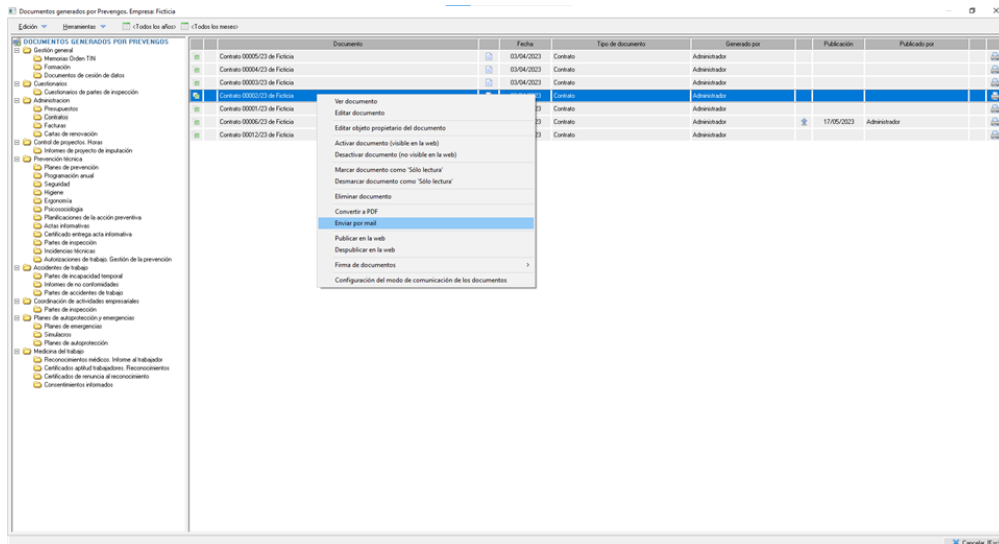 Documentos generados por Prevengos. Empresa: Ficticia
Edición Herramientas <Todos los años> <Todos los meses>
DOCUMENTOS GENERADOS POR PREVENGOS
Gestión general
Memorias Orden TIN
Formación
Documentos de cesión de datos
Cuestionarios
Cuestionarios de partes de inspección
Administracion
Presupuestos
Contratos
Facturas
Cartas de renovación
Control de proyectos. Horas
Informes de proyecto de imputación
Prevención técnica
Planes de prevención
Programación anual
Seguridad
Higiene
Ergonomía
Psicosociología
Planificaciones de la acción preventiva
Actas informativas
Certificado entrega acta informativa
Partes de inspección
Incidencias técnicas
Autorizaciones de trabajo. Gestión de la prevención
Accidentes de trabajo
Partes de incapacidad temporal
Informes de no conformidades
Partes de accidentes de trabajo
Coordinación de actividades empresariales
Partes de inspección
Planes de autoprotección y emergencias
Planes de emergencias
Simulacros
Planes de autoprotección
Medicina del trabajo
Reconocimientos médicos. Informe al trabajador
Certificados aptitud trabajadores. Reconocimientos
Certificados de renuncia al reconocimiento
Consentimientos informados
Documento Fecha Tipo de documento Generado por Publicación Publicado por
Contrato 00005/23 de Ficticia 03/04/2023 Contrato Administrador
Contrato 00004/23 de Ficticia 03/04/2023 Contrato Administrador
Contrato 00003/23 de Ficticia 03/04/2023 Contrato Administrador
Contrato 00002/23 de Ficticia Contrato Administrador
Contrato 00001/23 de Ficticia 23 Contrato Administrador
Contrato 00006/23 de Ficticia 23 Contrato Administrador 17/05/2023 Administrador
Contrato 00012/23 de Ficticia 23 Contrato Administrador
Ver documento
Editar documento
Editar objeto propietario del documento
Activar documento (visible en la web)
Desactivar documento (no visible en la web)
Marcar documento como 'Sólo lectura'
Desmarcar documento como 'Sólo lectura'
Eliminar documento
Convertir a PDF
Enviar por mail
Publicar en la web
Despublicar en la web
Firma de documentos
Configuración del modo de comunicación de los documentos
Cancelar